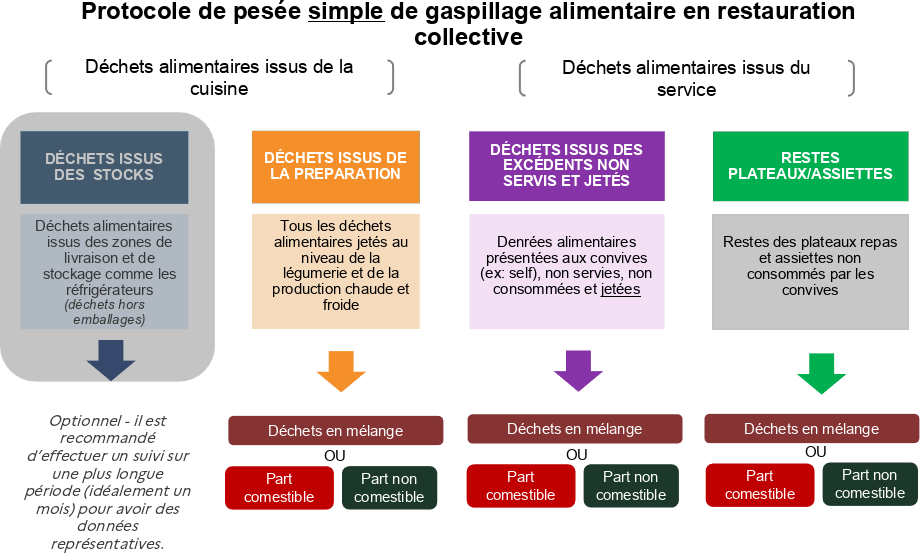 Protocole de pesée simple de gaspillage alimentaire en restauration
collective
Déchets alimentaires issus de la
cuisine
Déchets alimentaires issus du
service
DÉCHETS ISSUS
DES STOCKS
Déchets alimentaires
issus des zones de
livraison et de
stockage comme les
réfrigérateurs
(déchets hors
emballages)
Optionnel - il est
recommandé
d'effectuer un suivi sur
une plus longue
période (idéalement un
mois) pour avoir des
données
représentatives.
DÉCHETS ISSUS DE
LA PREPARATION
Tous les déchets
alimentaires jetés au
niveau de la
légumerie et de la
production chaude et
froide
Déchets en mélange
OU
Part
comestible
Part non
comestible
DÉCHETS ISSUS DES
EXCÉDENTS NON
SERVIS ET JETÉS
Denrées alimentaires
présentées aux convives
(ex: self), non servies, non
consommées et jetées
Déchets en mélange
OU
Part
comestible
Part non
comestible
RESTES
PLATEAUX/ASSIETTES
Restes des plateaux repas
et assiettes non
consommés par les
convives
Déchets en mélange
OU
Part
comestible
Part non
comestible